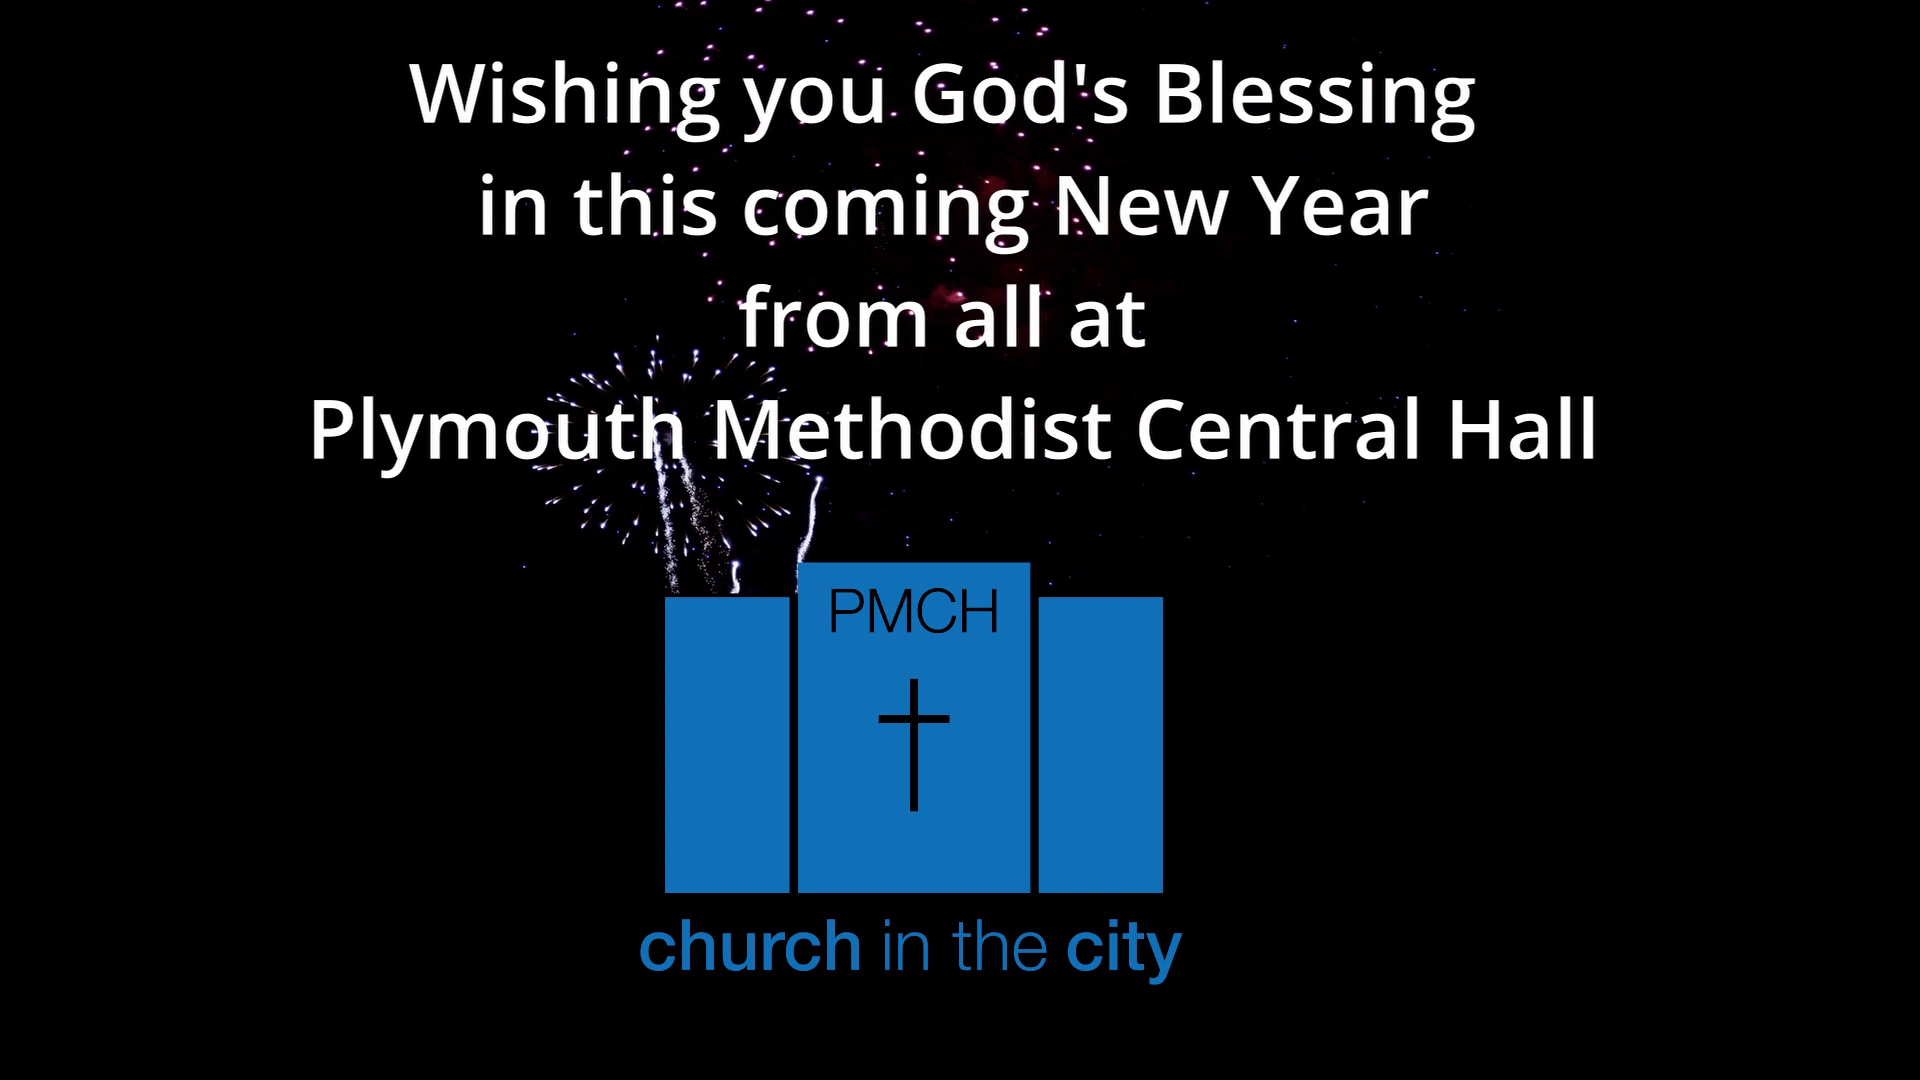 Wishing you God's Blessing
in this coming New Year
from all at
Plymouth Methodist Central Hall
PMCH
church in the city